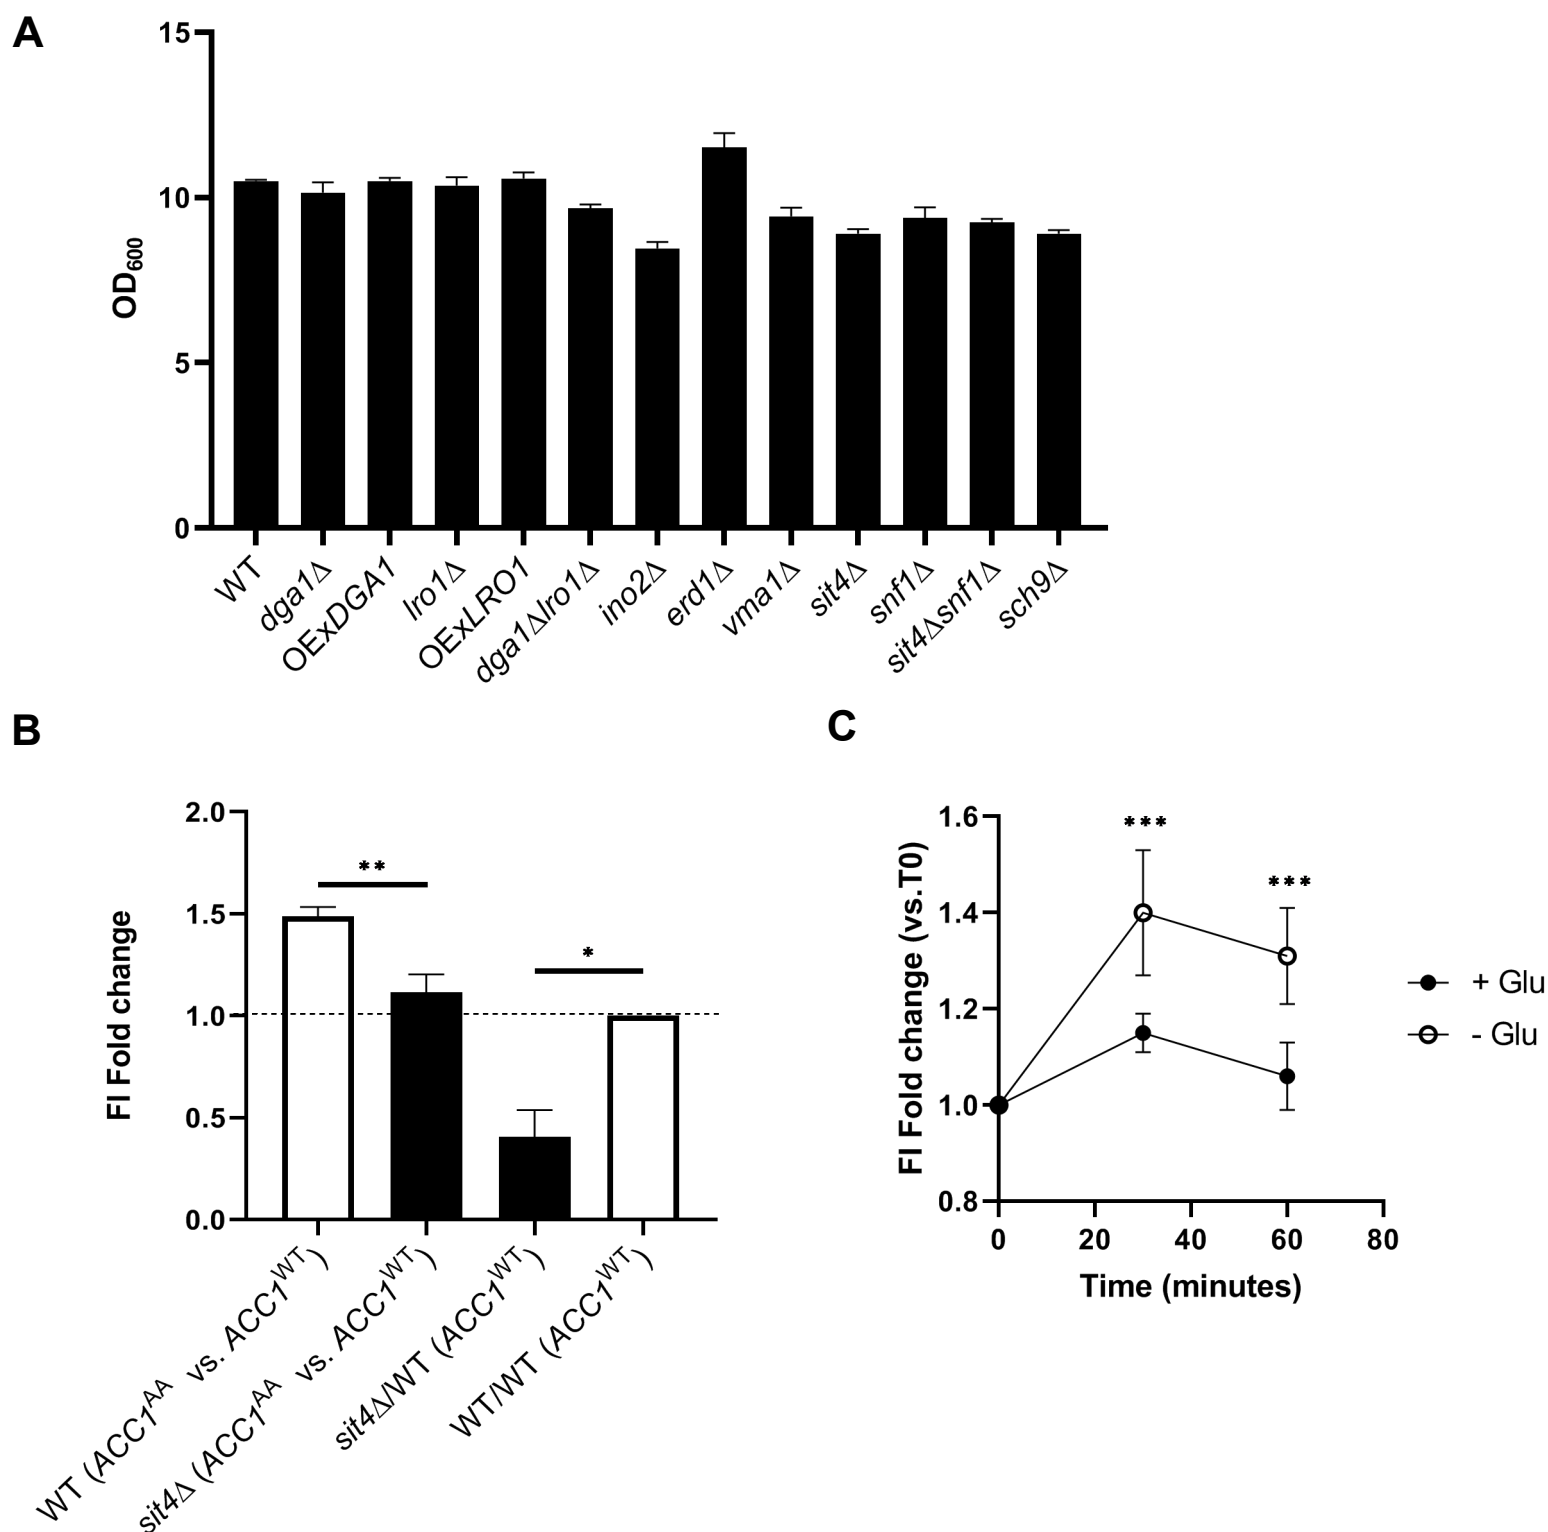 A
15
10
5
0
OD600
WT
dga1Δ
OExDGA1
lro1Δ
OExLRO1
dga1Δlro1Δ
ino2Δ
erd1Δ
vma1Δ
sit4Δ
snf1Δ
sit4Δsnf1Δ
sch9Δ
B
2.0
1.5
1.0
0.5
0.0
FI Fold change
**
*
WT (ACC1AA vs. ACC1WT)
sit4Δ (ACC1AA vs. ACC1WT)
sit4Δ/WT (ACC1WT)
WT/WT (ACC1WT)
C
1.6
1.4
1.2
1.0
0.8
FI Fold change (vs.T0)
***
***
0 20 40 60 80
Time (minutes)
+ Glu
- Glu